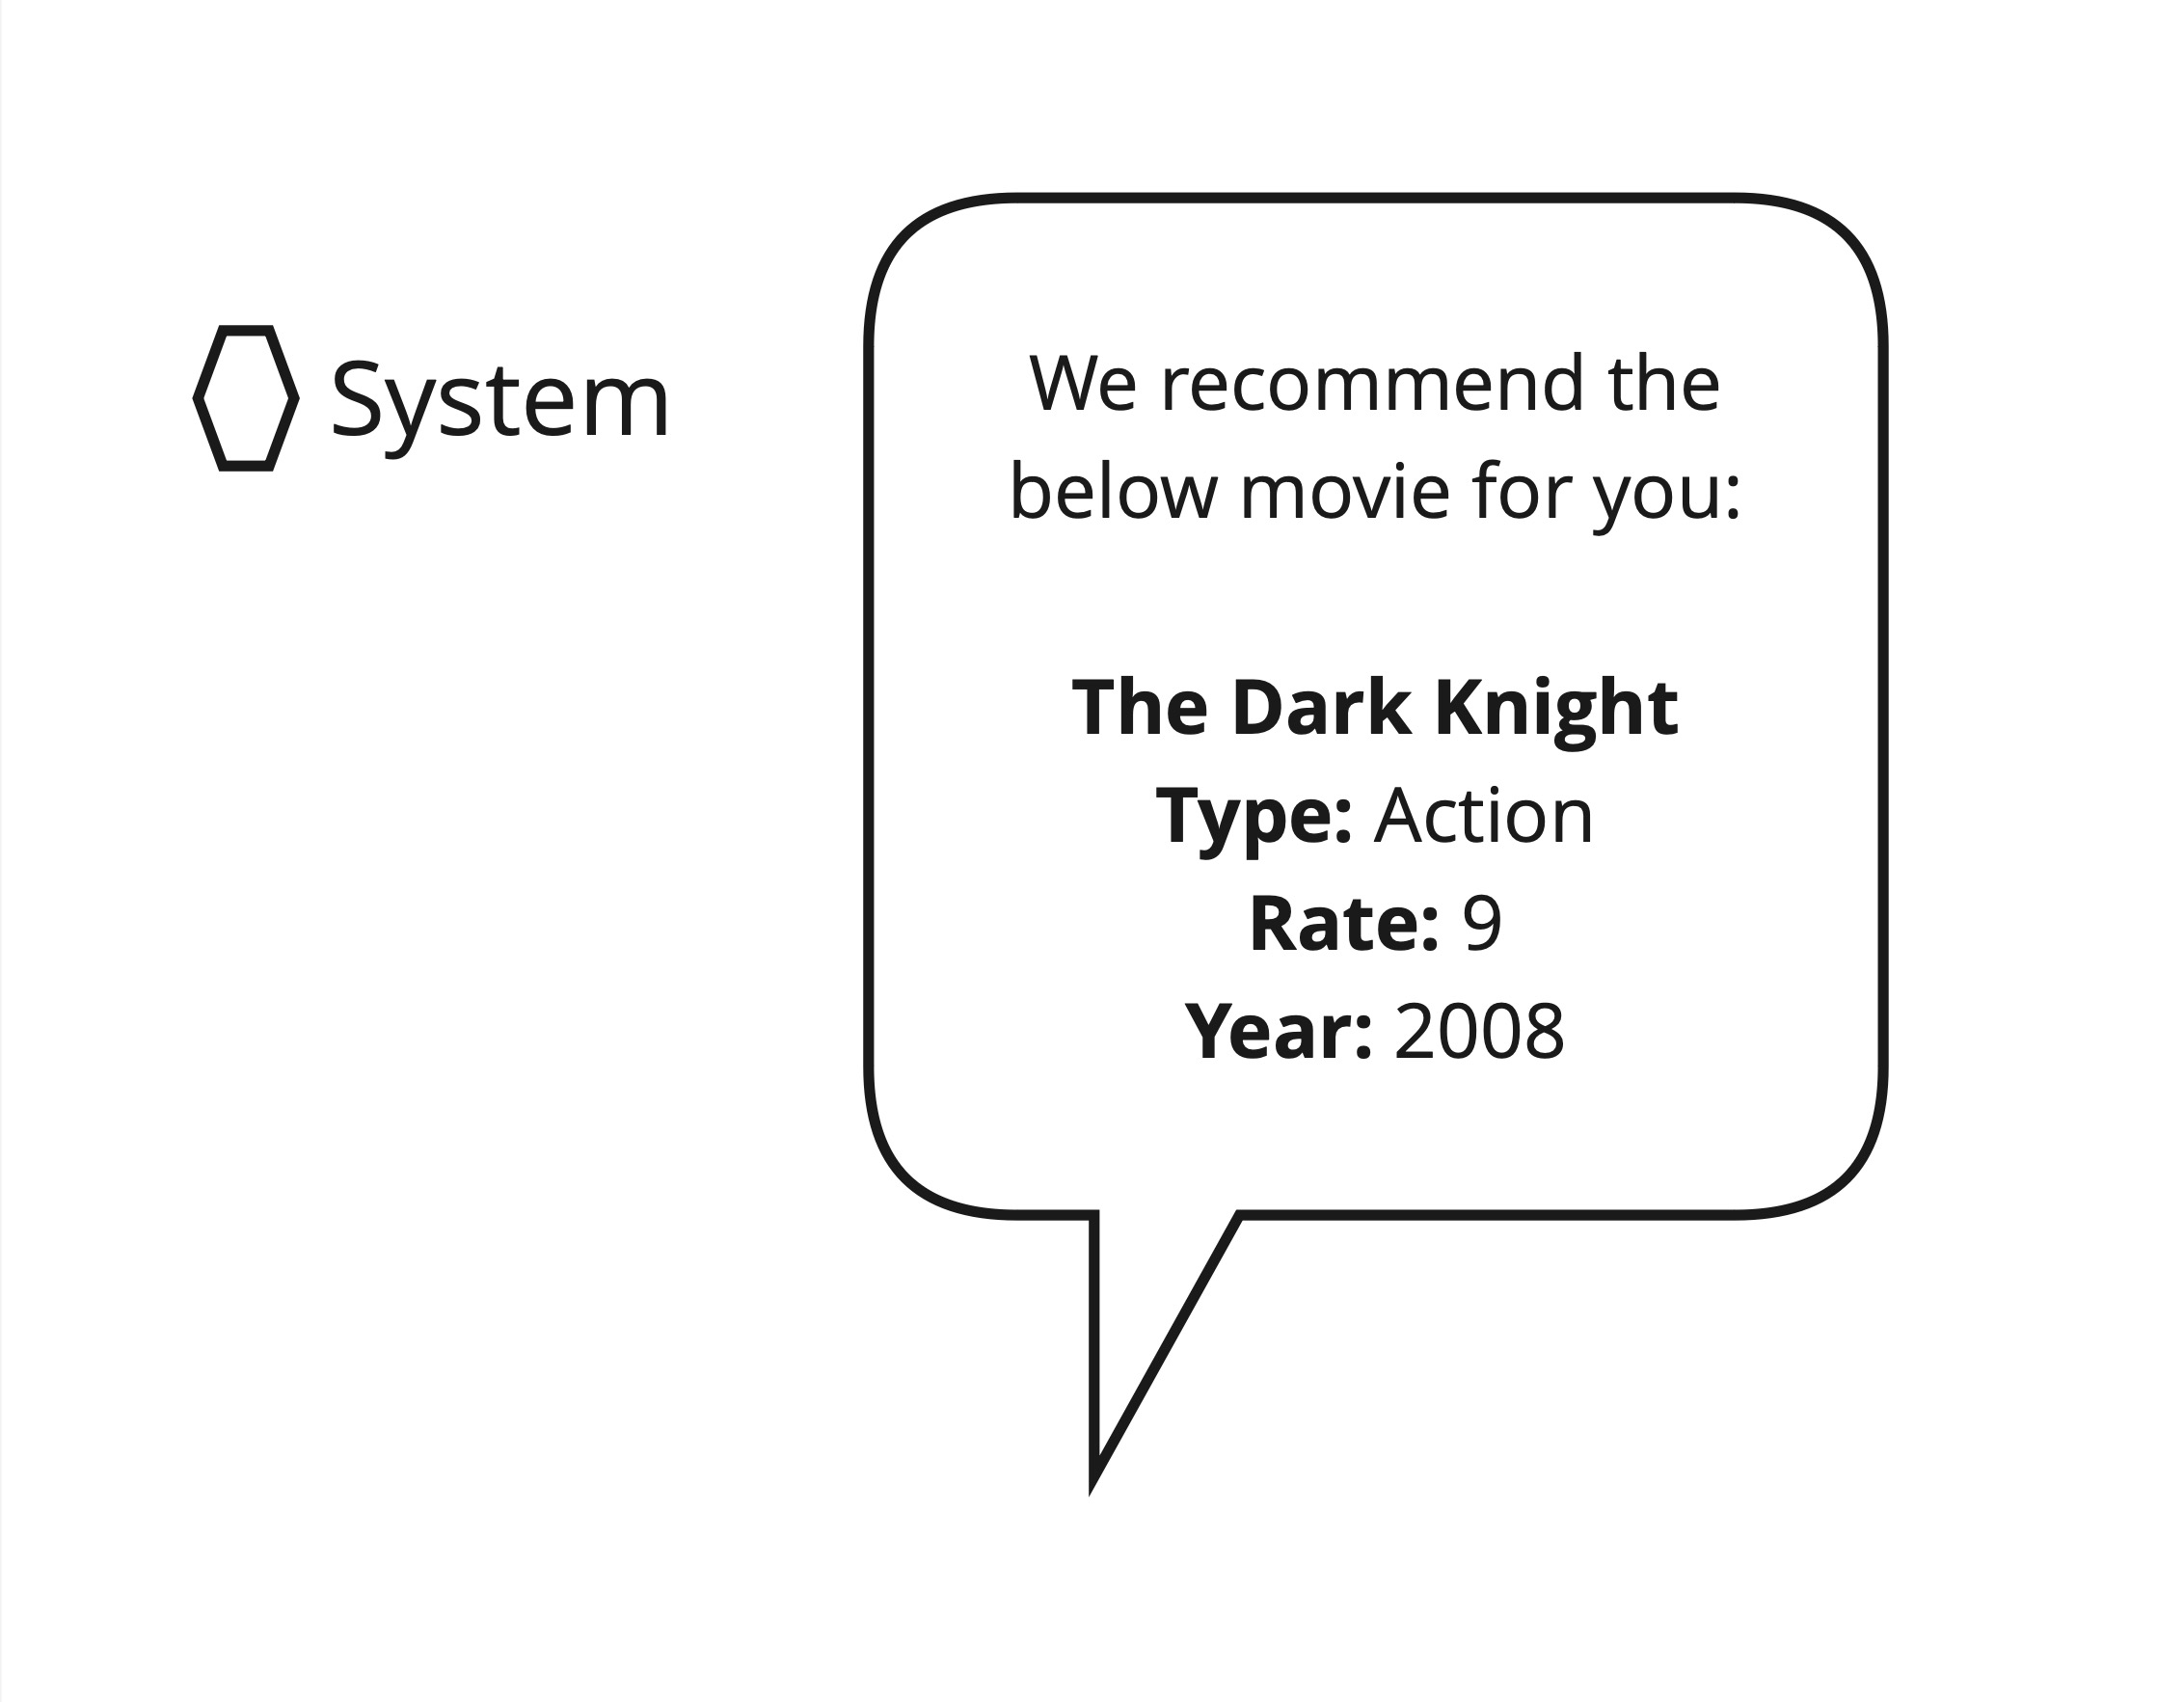 System
We recommend the
below movie for you:
The Dark Knight
Type: Action
Rate: 9
Year: 2008